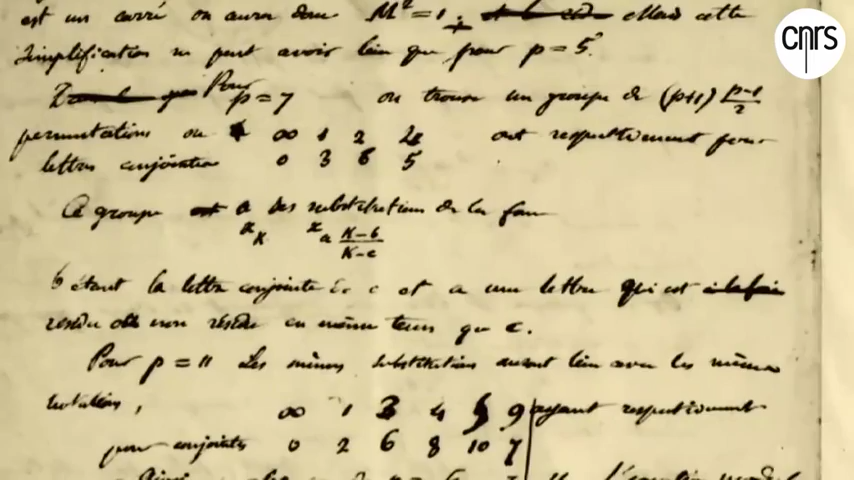 cnrs
est un carré on aura donc M²=1, Mais cette
simplification ne peut avoir lieu que pour p=5.
Pour p=7 on trouve un groupe de (p+1) \frac{p-1}{2}
permutations où ∞ 1 2 4 ont respectivement pour
lettres conjointes 0 3 6 5
Ce groupe a des substitutions de la forme
x_K x_{a \frac{K-b}{K-c}}
b étant la lettre conjointe de c et a une lettre qui est
résidu ou non résidu en même tems que c.
Pour p=11 Les mêmes substitutions auront lieu avec les mêmes
notations, ∞ 1 3 4 5 9 ayant respectivement
pour conjointes 0 2 6 8 10 7